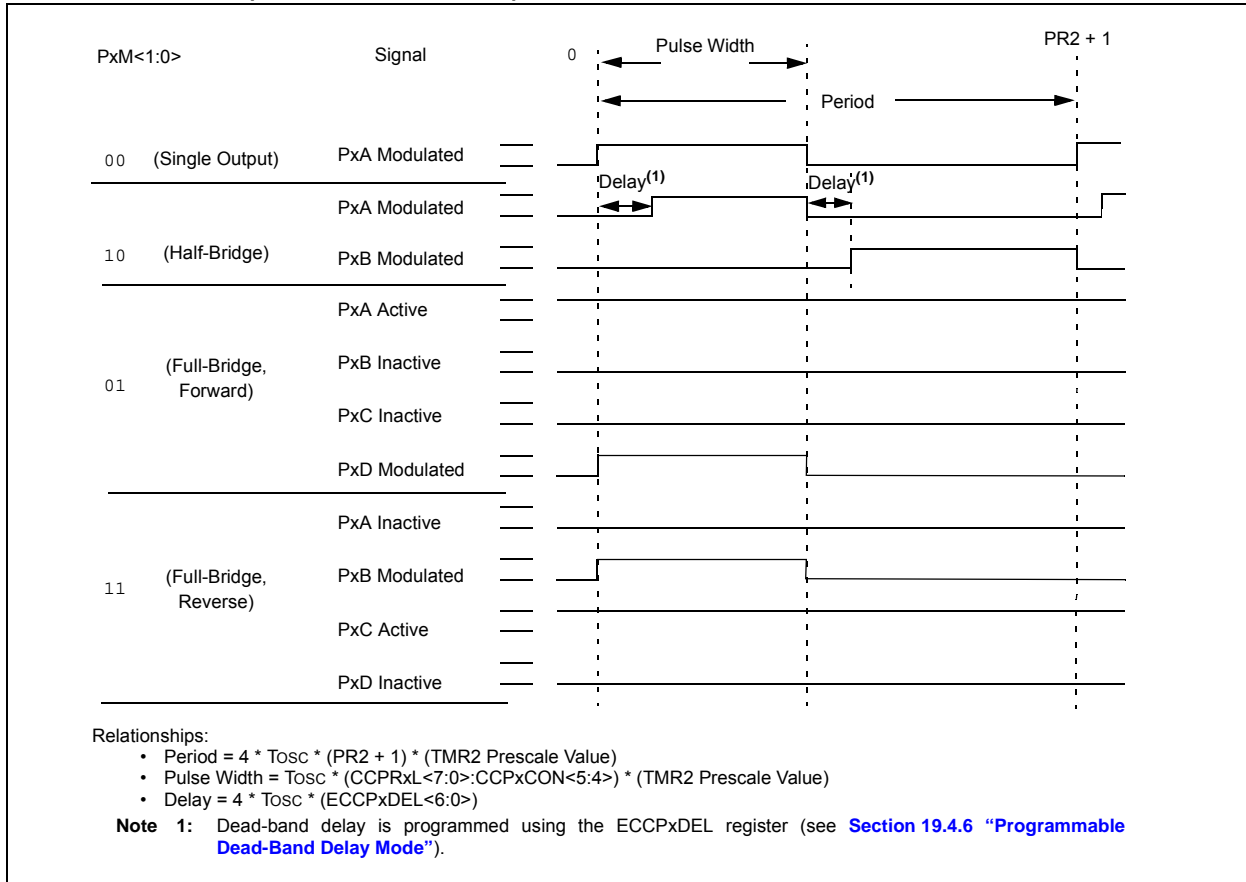 PxM<1:0> Signal 0 Pulse Width PR2 + 1
Period
00 (Single Output) PxA Modulated
Delay(1) Delay(1)
PxA Modulated
10 (Half-Bridge) PxB Modulated
PxA Active
01 (Full-Bridge, Forward) PxB Inactive
PxC Inactive
PxD Modulated
PxA Inactive
11 (Full-Bridge, Reverse) PxB Modulated
PxC Active
PxD Inactive
Relationships:
• Period = 4 * TOSC * (PR2 + 1) * (TMR2 Prescale Value)
• Pulse Width = TOSC * (CCPRxL<7:0>:CCPxCON<5:4>) * (TMR2 Prescale Value)
• Delay = 4 * TOSC * (ECCPxDEL<6:0>)
Note 1: Dead-band delay is programmed using the ECCPxDEL register (see Section 19.4.6 “Programmable
Dead-Band Delay Mode”).